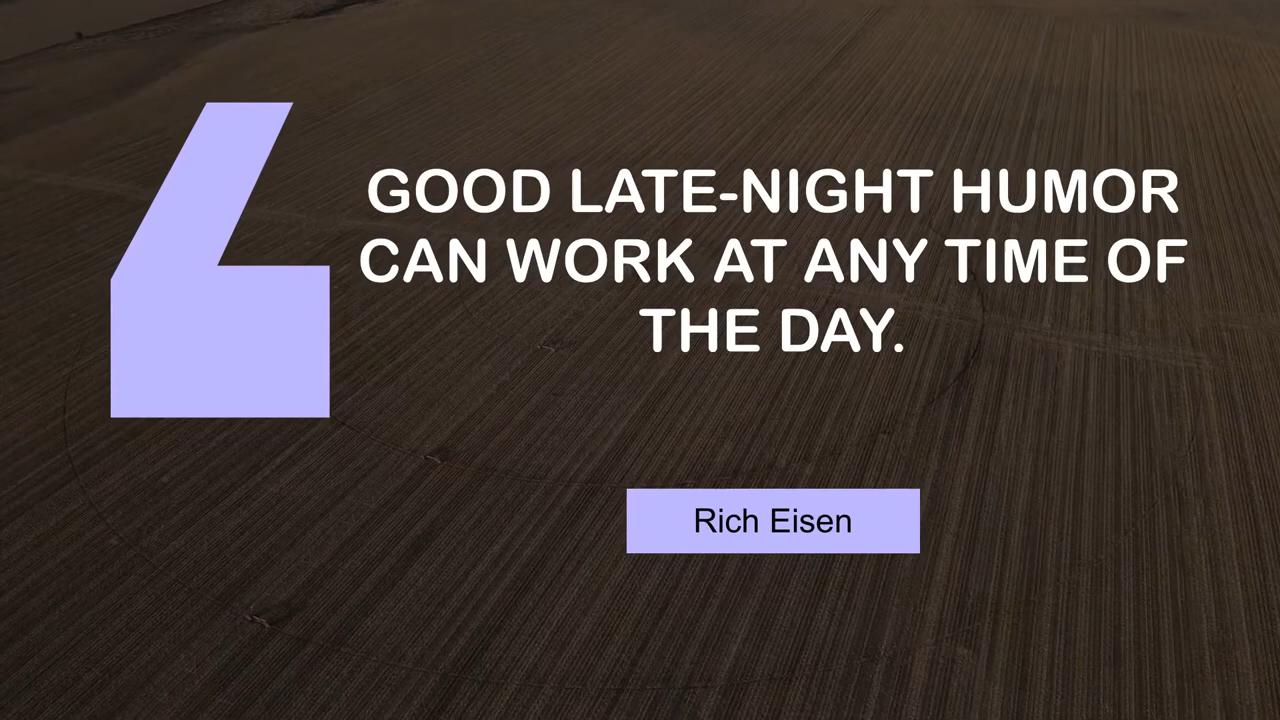 GOOD LATE-NIGHT HUMOR
CAN WORK AT ANY TIME OF
THE DAY.
Rich Eisen